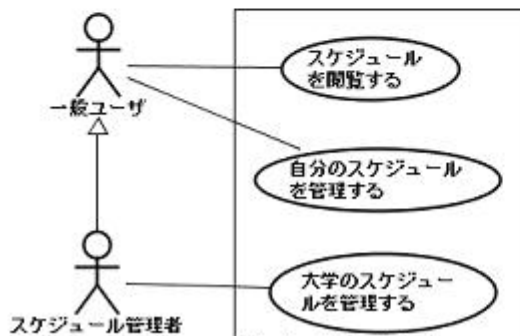 スケジュール
を閲覧する
一般ユーザ
自分のスケジュール
を管理する
大学のスケジュー
ルを管理する
スケジュール管理者